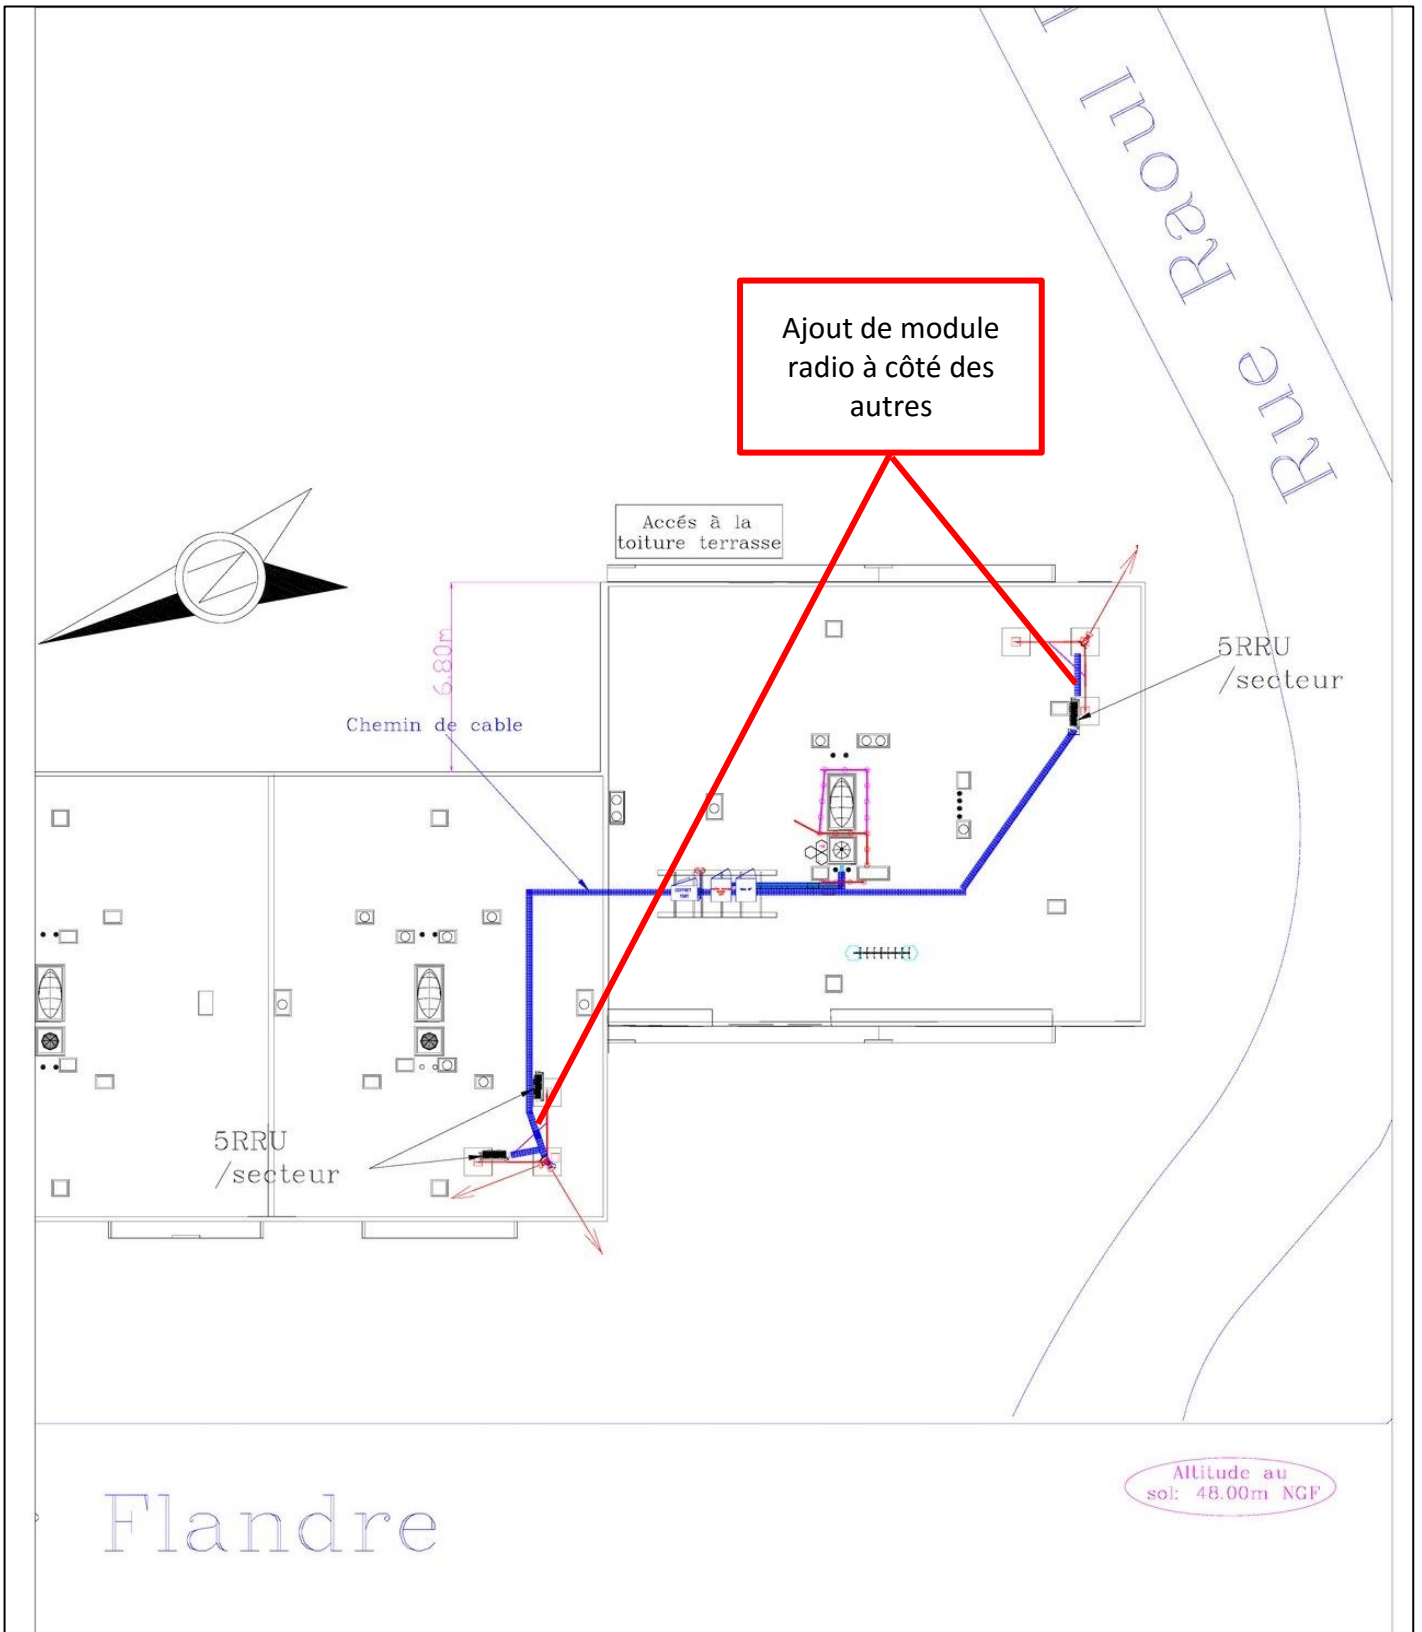 Rue Raoul
Ajout de module
radio à côté des
autres
Accés à la
toiture terrasse
6.80m
5RRU
/secteur
Chemin de cable
COFFRET
5RRU
/secteur
Altitude au
sol: 48.00m NGF
Flandre